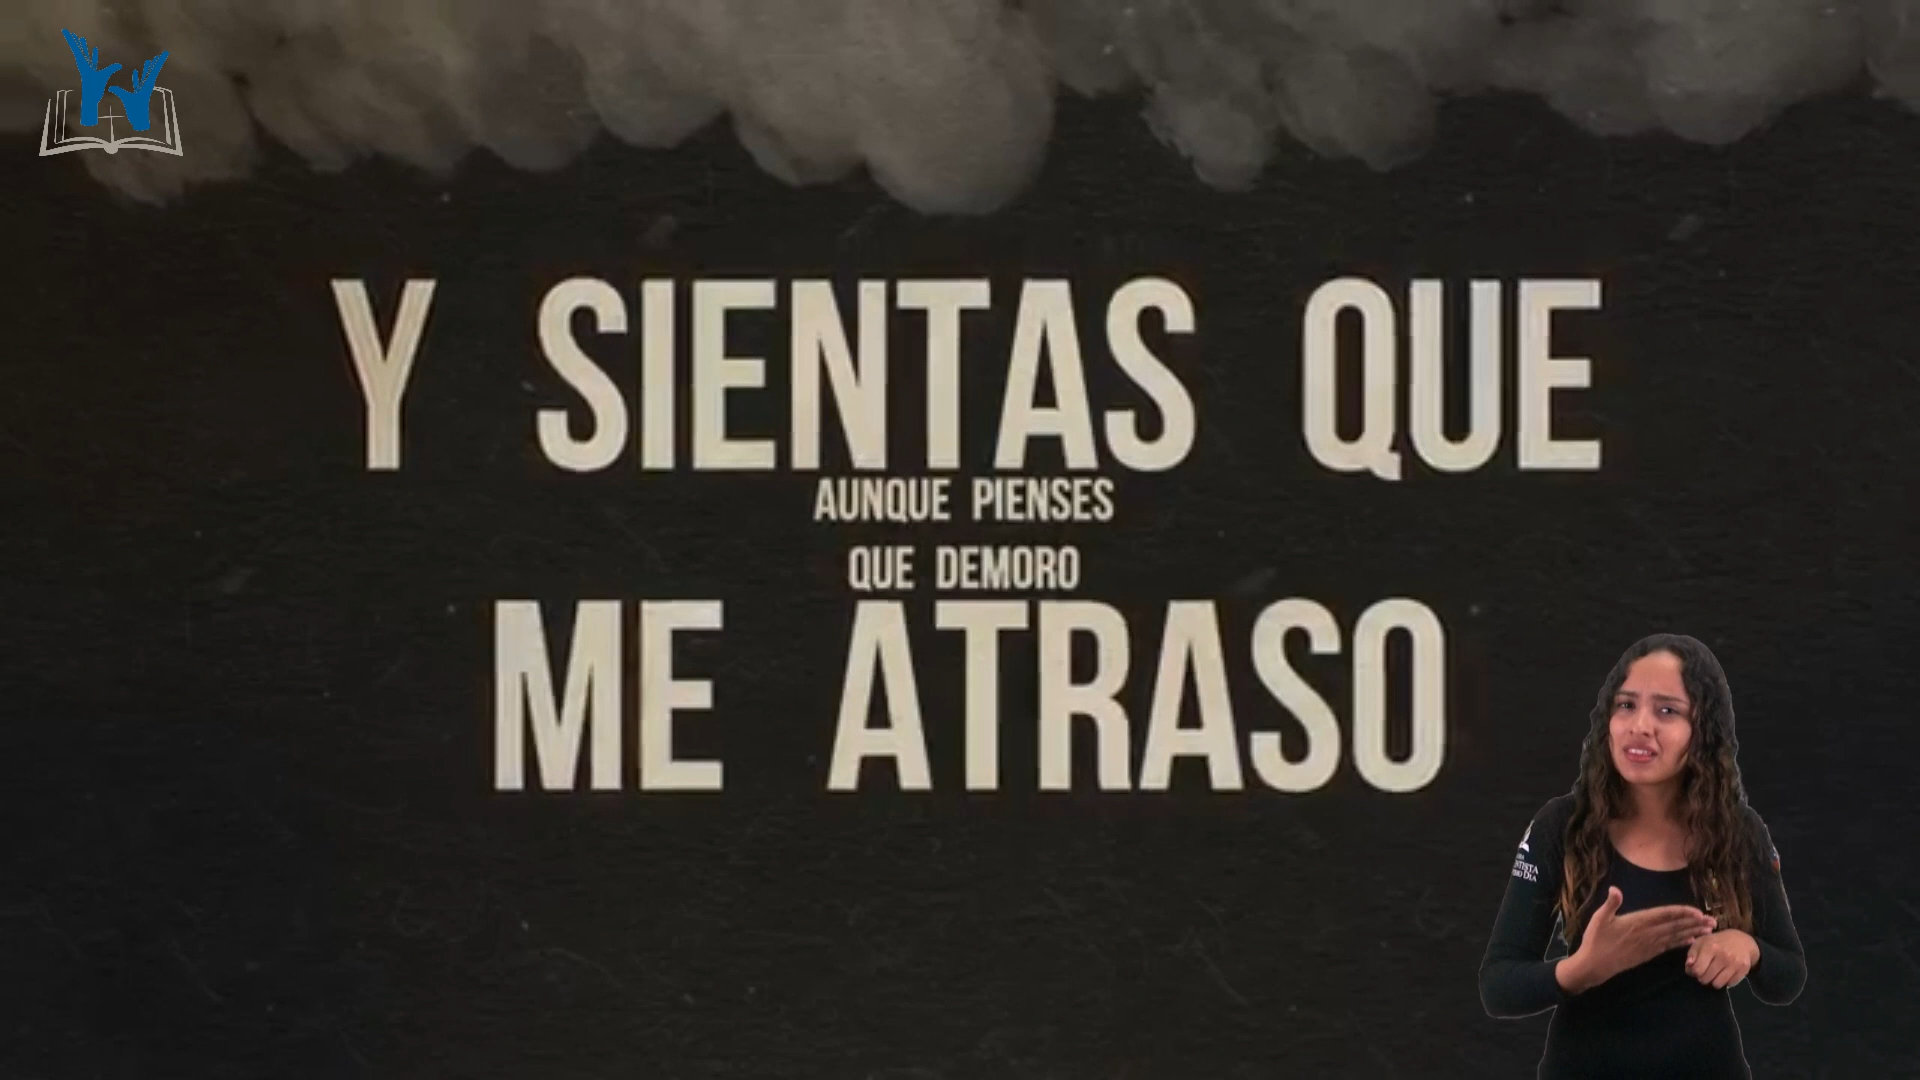 Y SIENTAS QUE
AUNQUE PIENSES
QUE DEMORO
ME ATRASO